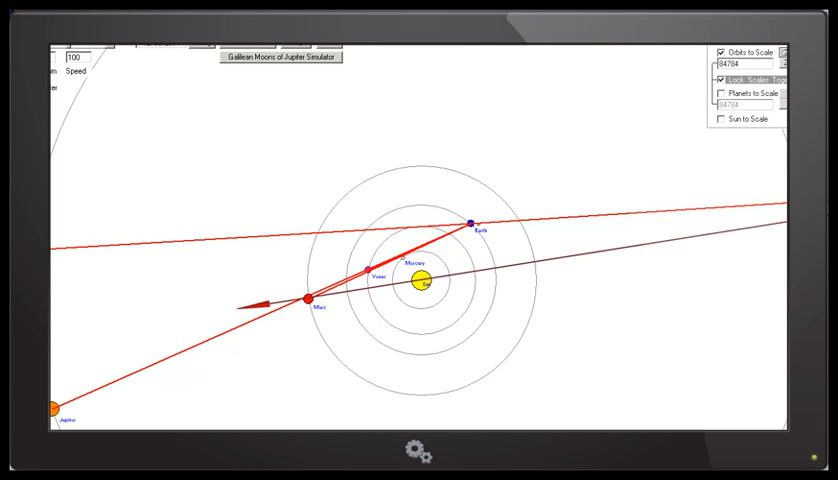 100
Speed
Galilean Moons of Jupiter Simulator
Orbits to Scale
84784
Lock Scales Toge
Planets to Scale
84784
Sun to Scale
Earth
Mercury
Venus
Sun
Mars
Jupiter